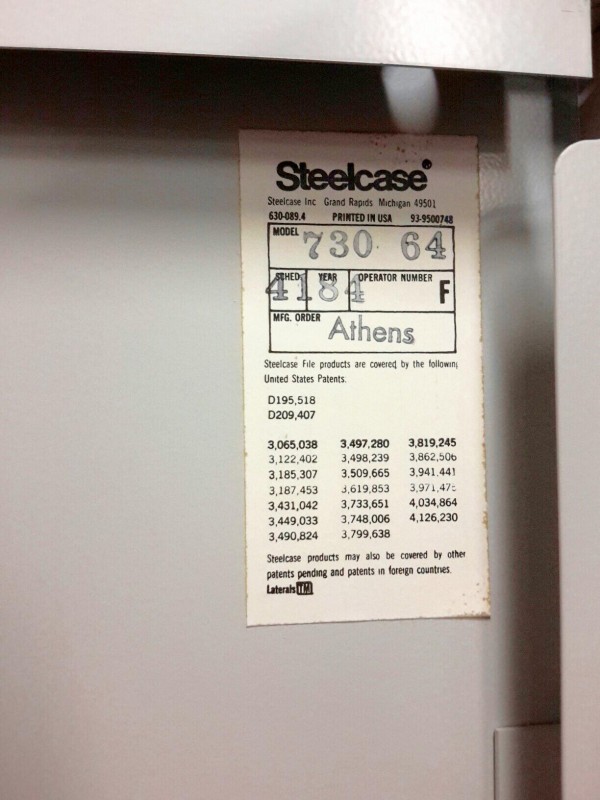 Steelcase®
Steelcase Inc Grand Rapids Michigan 49501
630-089.4 PRINTED IN USA 93-9500748
MODEL 730 64
SCHED YEAR OPERATOR NUMBER
4184 F
MFG. ORDER Athens
Steelcase File products are covered by the following
United States Patents:
D195,518
D209,407
3,065,038 3,497,280 3,819,245
3,122,402 3,498,239 3,862,506
3,185,307 3,509,665 3,941,441
3,187,453 3,619,853
3,431,042 3,733,651 4,034,864
3,449,033 3,748,006 4,126,230
3,490,824 3,799,638
Steelcase products may also be covered by other
patents pending and patents in foreign countries.
Laterals TM